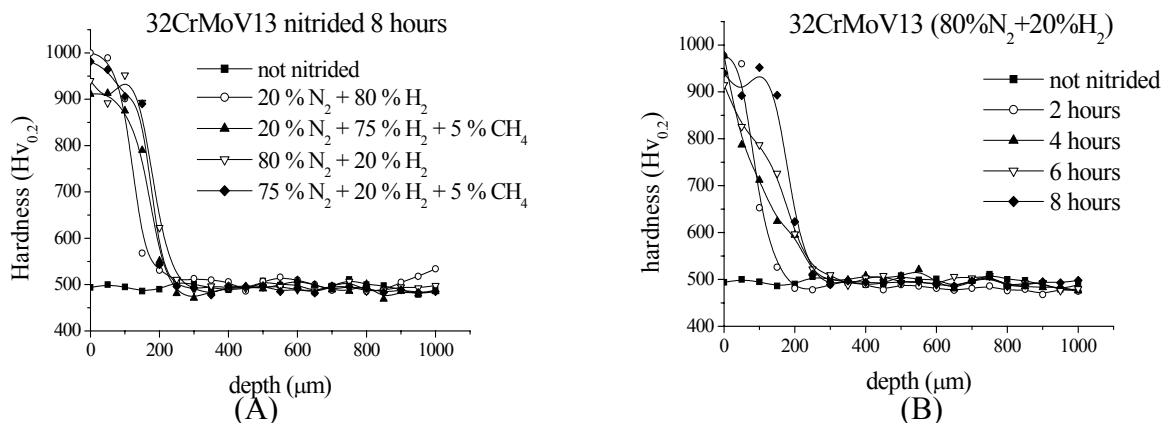 32CrMoV13 nitrided 8 hours
Hardness (Hv0.2)
1000
900
800
700
600
500
400
not nitrided
20 % N2 + 80 % H2
20 % N2 + 75 % H2 + 5 % CH4
80 % N2 + 20 % H2
75 % N2 + 20 % H2 + 5 % CH4
0 200 400 600 800 1000
depth (μm)
(A)
32CrMoV13 (80%N2+20%H2)
hardness (Hv0.2)
1000
900
800
700
600
500
400
not nitrided
2 hours
4 hours
6 hours
8 hours
0 200 400 600 800 1000
depth (μm)
(B)